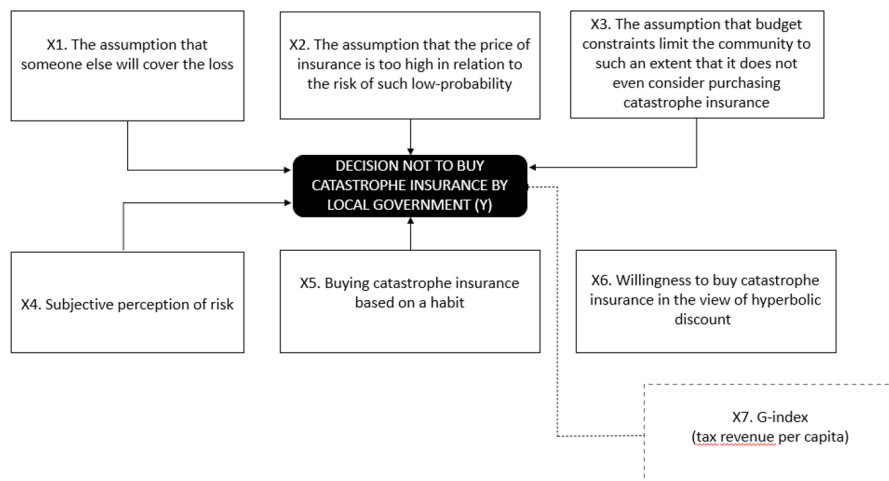 X1. The assumption that
someone else will cover the loss
X2. The assumption that the price of
insurance is too high in relation to
the risk of such low-probability
X3. The assumption that budget
constraints limit the community to
such an extent that it does not
even consider purchasing
catastrophe insurance
DECISION NOT TO BUY
CATASTROPHE INSURANCE BY
LOCAL GOVERNMENT (Y)
X4. Subjective perception of risk
X5. Buying catastrophe insurance
based on a habit
X6. Willingness to buy catastrophe
insurance in the view of hyperbolic
discount
X7. G-index
(tax revenue per capita)